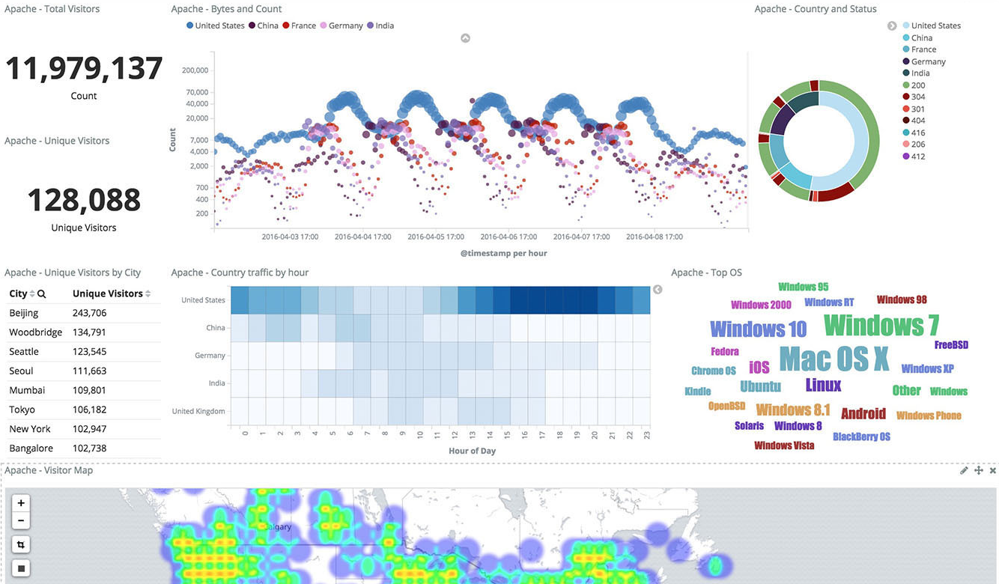 Apache - Total Visitors
11,979,137
Count
Apache - Unique Visitors
128,088
Unique Visitors
Apache - Bytes and Count
United States China France Germany India
Count
200,000
70,000
40,000
20,000
7,000
4,000
2,000
700
400
200
2016-04-03 17:00 2016-04-04 17:00 2016-04-05 17:00 2016-04-06 17:00 2016-04-07 17:00 2016-04-08 17:00
@timestamp per hour
Apache - Country and Status
United States
China
France
Germany
India
200
304
301
404
416
206
412
Apache - Unique Visitors by City
City Unique Visitors
Beijing 243,706
Woodbridge 134,791
Seattle 123,545
Seoul 111,663
Mumbai 109,801
Tokyo 106,182
New York 102,947
Bangalore 102,738
Apache - Country traffic by hour
United States
China
Germany
India
United Kingdom
0 1 2 3 4 5 6 7 8 9 10 11 12 13 14 15 16 17 18 19 20 21 22 23
Hour of Day
Apache - Top OS
Windows 95
Windows 2000 Windows RT Windows 98
Windows 10 Windows 7
FreeBSD
Fedora Mac OS X
Chrome OS iOS Windows XP
Kindle Ubuntu Linux Other Windows
OpenBSD Windows 8.1 Android Windows Phone
Solaris Windows 8
BlackBerry OS
Windows Vista
Apache - Visitor Map
+
−
Calgary